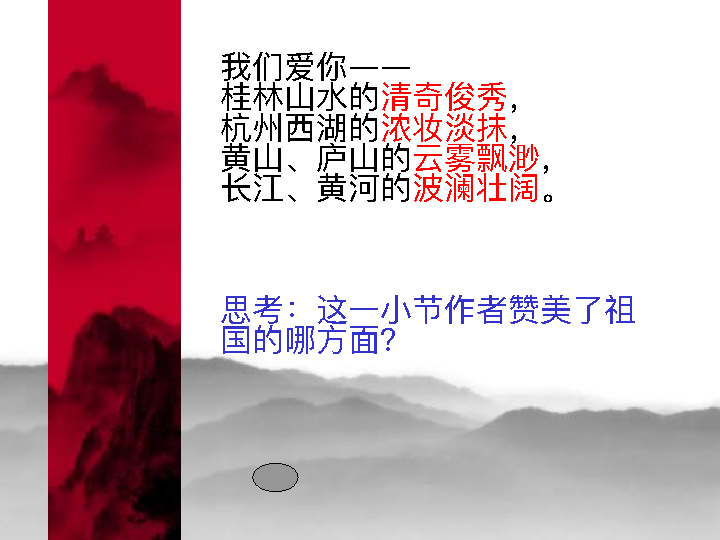 我们爱你——
桂林山水的清奇俊秀，
杭州西湖的浓妆淡抹，
黄山、庐山的云雾飘渺，
长江、黄河的波澜壮阔。
思考：这一小节作者赞美了祖
国的哪方面？